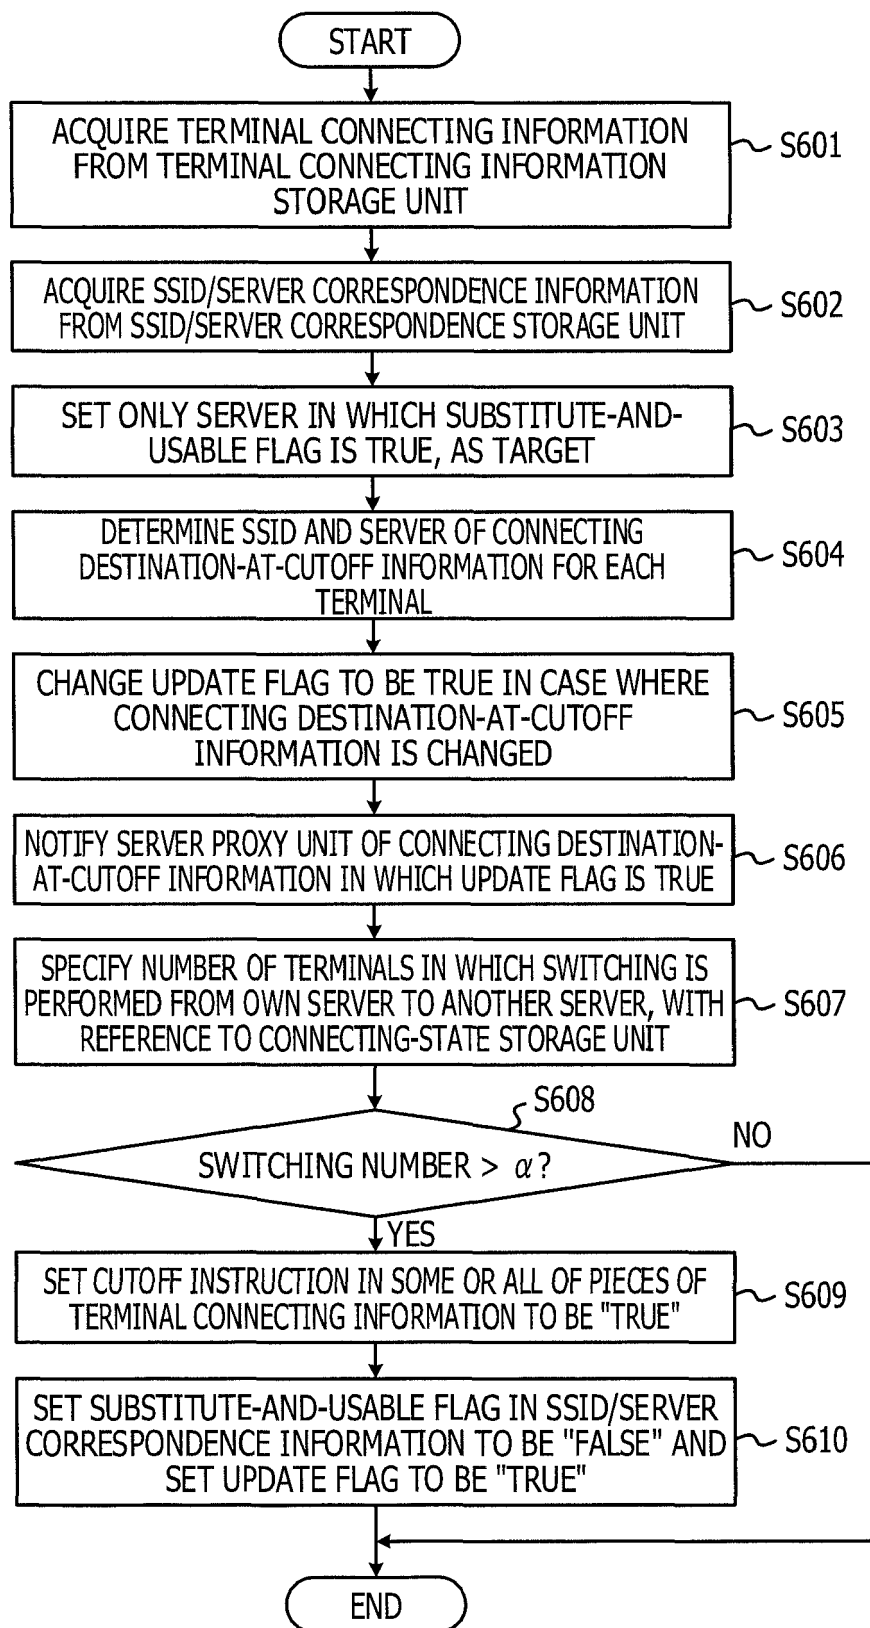 START
ACQUIRE TERMINAL CONNECTING INFORMATION
FROM TERMINAL CONNECTING INFORMATION
STORAGE UNIT
S601
ACQUIRE SSID/SERVER CORRESPONDENCE INFORMATION
FROM SSID/SERVER CORRESPONDENCE STORAGE UNIT
S602
SET ONLY SERVER IN WHICH SUBSTITUTE-AND-
USABLE FLAG IS TRUE, AS TARGET
S603
DETERMINE SSID AND SERVER OF CONNECTING
DESTINATION-AT-CUTOFF INFORMATION FOR EACH
TERMINAL
S604
CHANGE UPDATE FLAG TO BE TRUE IN CASE WHERE
CONNECTING DESTINATION-AT-CUTOFF
INFORMATION IS CHANGED
S605
NOTIFY SERVER PROXY UNIT OF CONNECTING DESTINATION-
AT-CUTOFF INFORMATION IN WHICH UPDATE FLAG IS TRUE
S606
SPECIFY NUMBER OF TERMINALS IN WHICH SWITCHING IS
PERFORMED FROM OWN SERVER TO ANOTHER SERVER, WITH
REFERENCE TO CONNECTING-STATE STORAGE UNIT
S607
S608
SWITCHING NUMBER > α?
NO
YES
SET CUTOFF INSTRUCTION IN SOME OR ALL OF PIECES OF
TERMINAL CONNECTING INFORMATION TO BE "TRUE"
S609
SET SUBSTITUTE-AND-USABLE FLAG IN SSID/SERVER
CORRESPONDENCE INFORMATION TO BE "FALSE" AND
SET UPDATE FLAG TO BE "TRUE"
S610
END